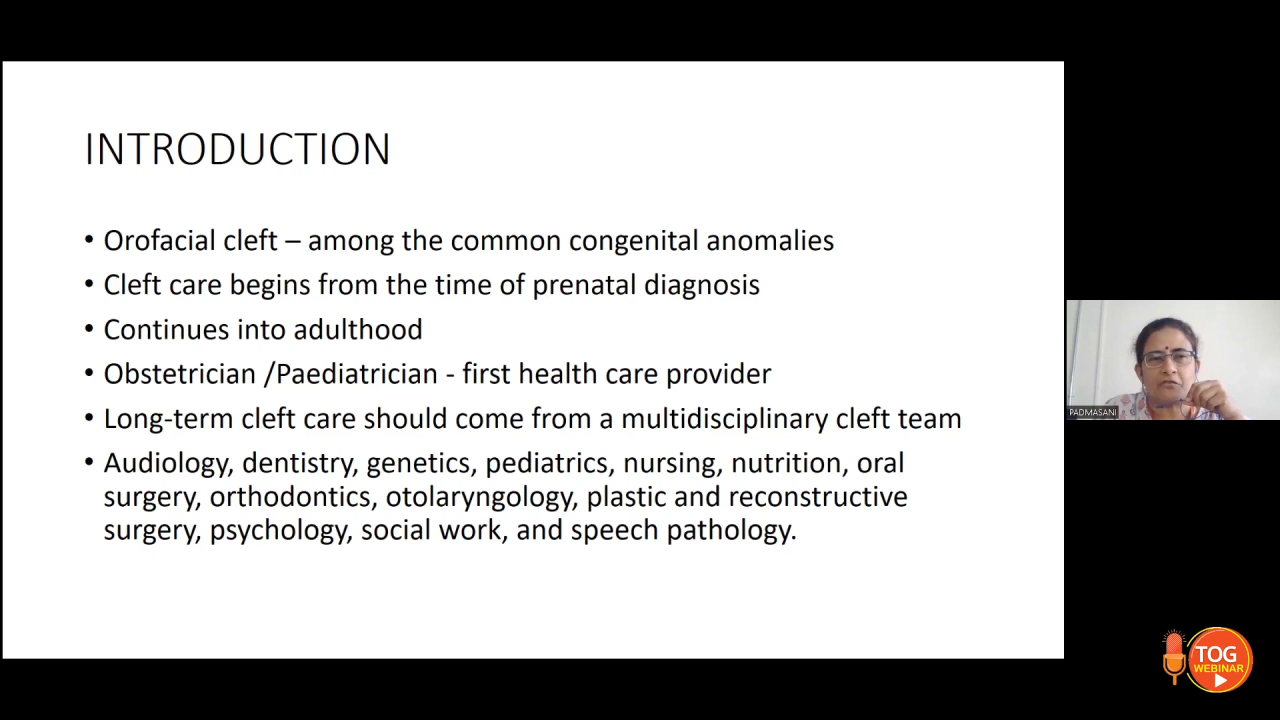 INTRODUCTION
• Orofacial cleft – among the common congenital anomalies
• Cleft care begins from the time of prenatal diagnosis
• Continues into adulthood
• Obstetrician /Paediatrician - first health care provider
• Long-term cleft care should come from a multidisciplinary cleft team
• Audiology, dentistry, genetics, pediatrics, nursing, nutrition, oral
surgery, orthodontics, otolaryngology, plastic and reconstructive
surgery, psychology, social work, and speech pathology.
PADMASANI
TOG
WEBINAR